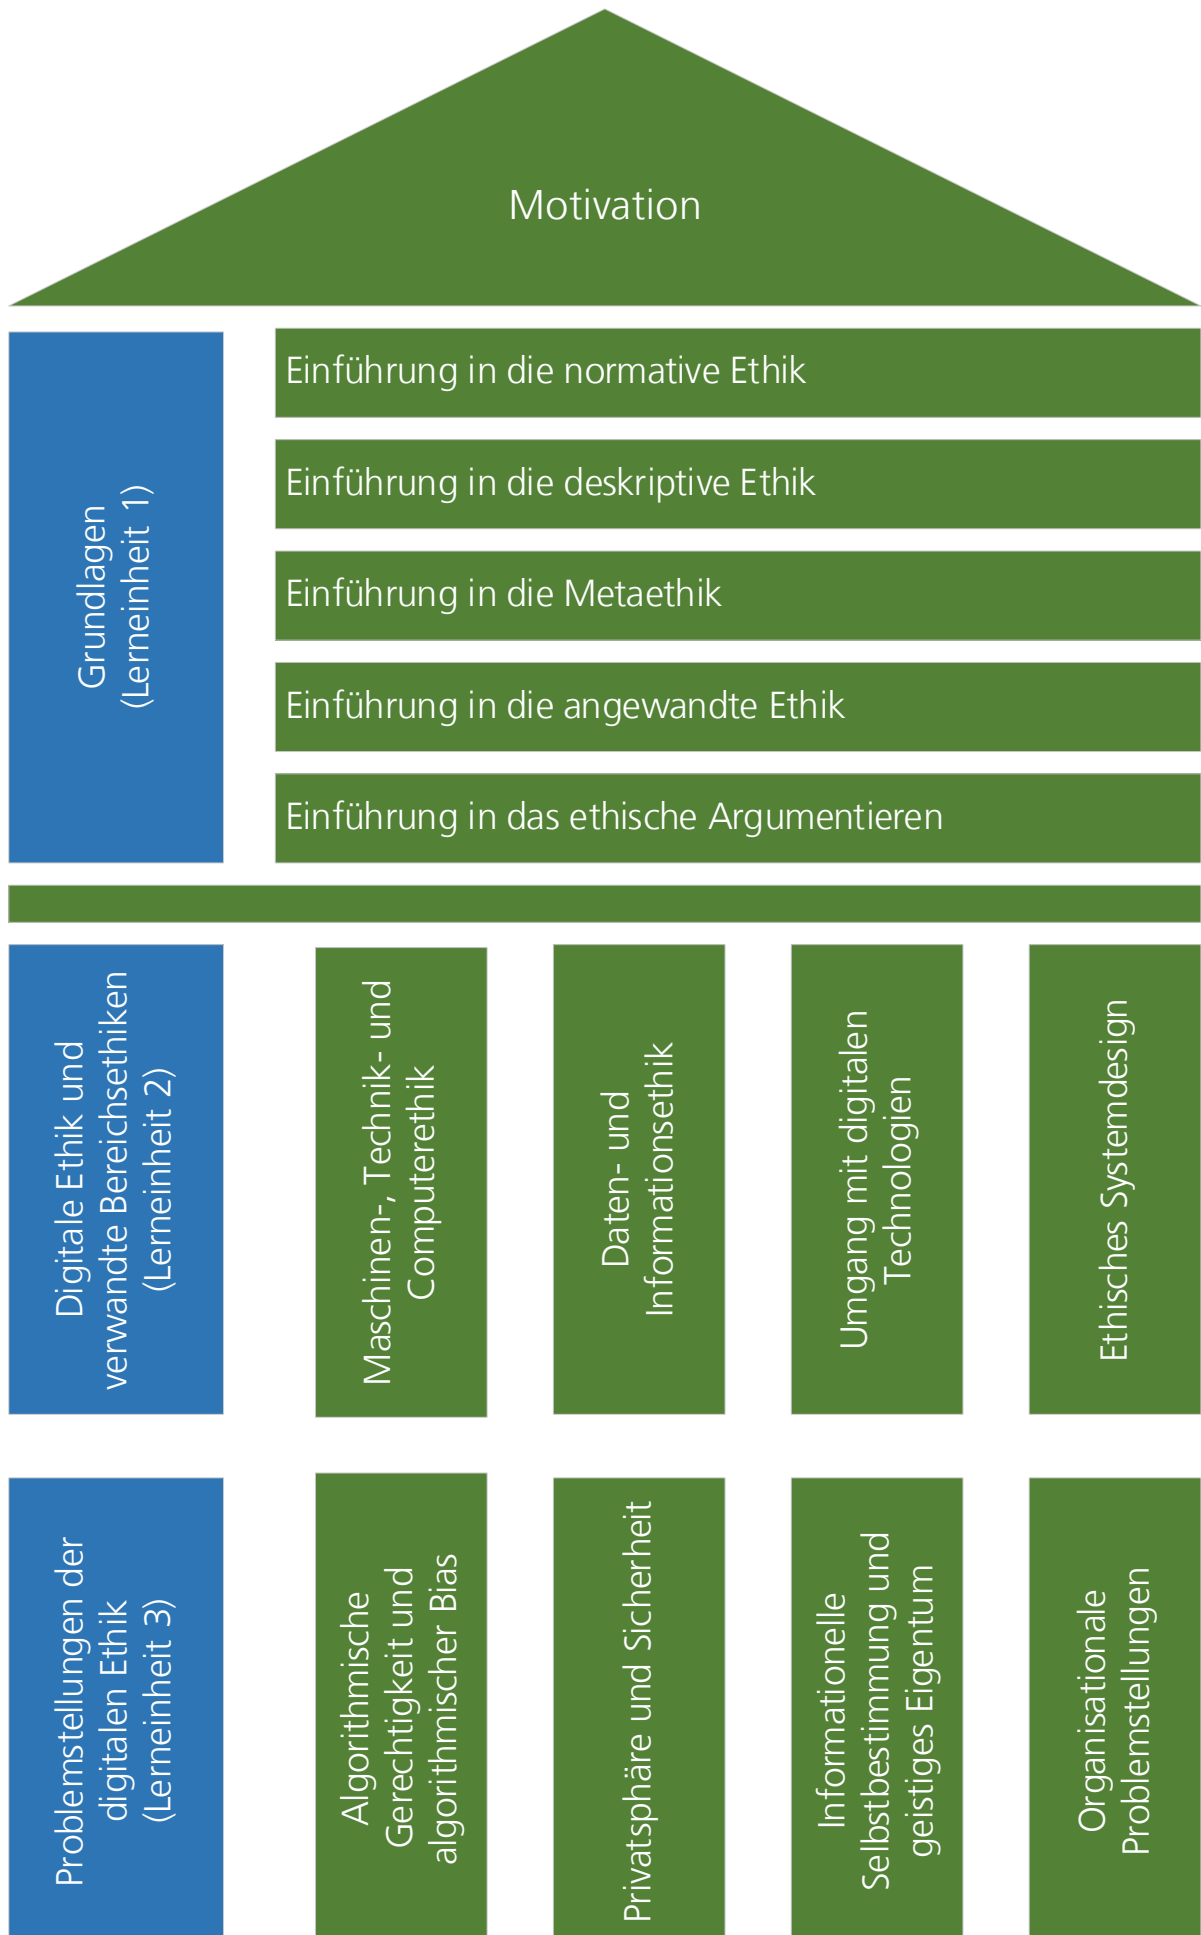 Motivation
Grundlagen
(Lerneinheit 1)
Einführung in die normative Ethik
Einführung in die deskriptive Ethik
Einführung in die Metaethik
Einführung in die angewandte Ethik
Einführung in das ethische Argumentieren
Digitale Ethik und
verwandte Bereichsethiken
(Lerneinheit 2)
Maschinen-, Technik- und
Computerethik
Daten- und
Informationsethik
Umgang mit digitalen
Technologien
Ethisches Systemdesign
Problemstellungen der
digitalen Ethik
(Lerneinheit 3)
Algorithmische
Gerechtigkeit und
algorithmischer Bias
Privatsphäre und Sicherheit
Informationelle
Selbstbestimmung und
geistiges Eigentum
Organisationale
Problemstellungen